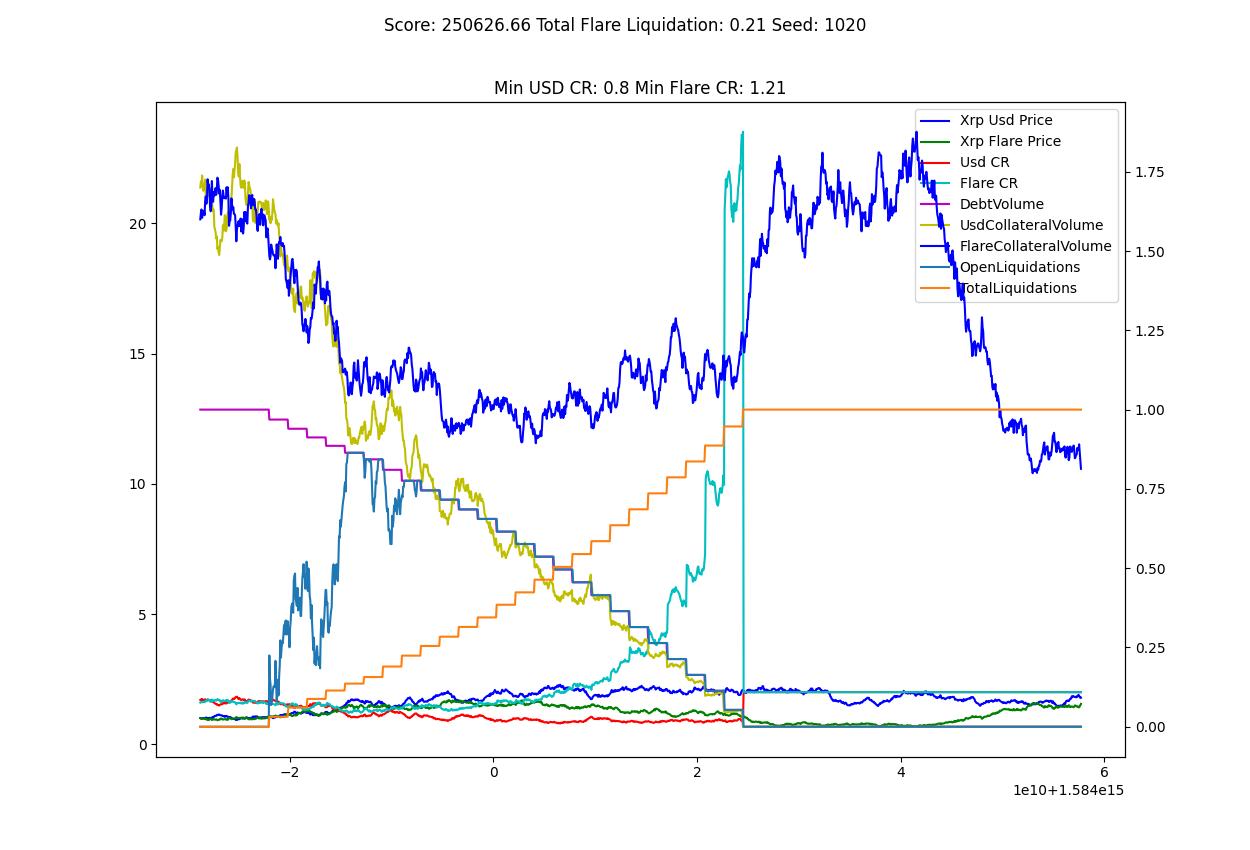 Score: 250626.66 Total Flare Liquidation: 0.21 Seed: 1020
Min USD CR: 0.8 Min Flare CR: 1.21
Xrp Usd Price
Xrp Flare Price
Usd CR
Flare CR
DebtVolume
UsdCollateralVolume
FlareCollateralVolume
OpenLiquidations
TotalLiquidations
20
15
10
5
0
1.75
1.50
1.25
1.00
0.75
0.50
0.25
0.00
−2 0 2 4 6
1e10+1.584e15